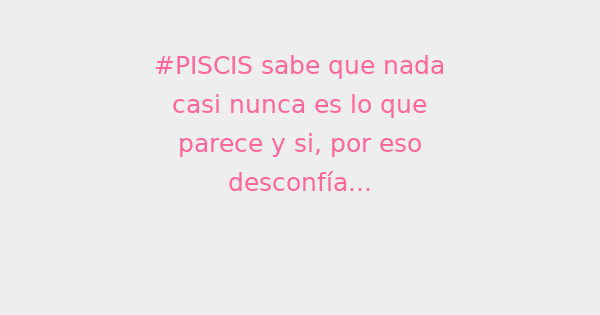 #PISCIS sabe que nada
casi nunca es lo que
parece y si, por eso
desconfía...